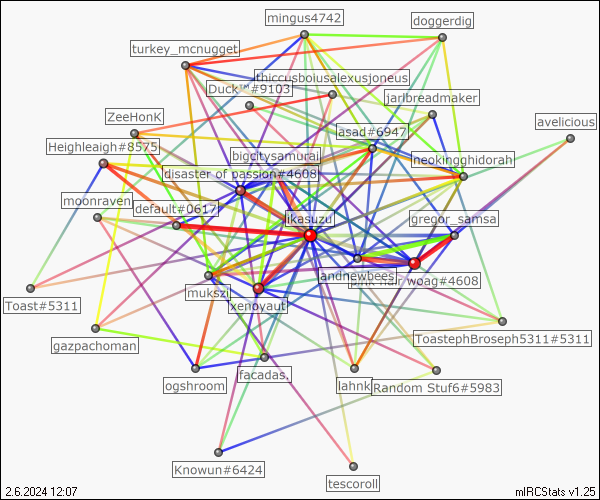 mingus4742
doggerdig
turkey_mcnugget
thiccusboiusalexusjoneus
Duck™#9103
jarlbreadmaker
ZeeHonK
avelicious
asad#6947
Heighleaigh#8575
bigcitysamurai
neokingghidorah
disaster of passion#4608
moonraven
default#0617
likasuzu
gregor_samsa
andnewbees
pink hair woag#4608
mukszi
xenoyaut
Toast#5311
gazpachoman
ToastephBroseph5311#5311
facadas.
ogshroom
lahnk
Random Stuf6#5983
Knowun#6424
tescoroll
2.6.2024 12:07
mIRCStats v1.25